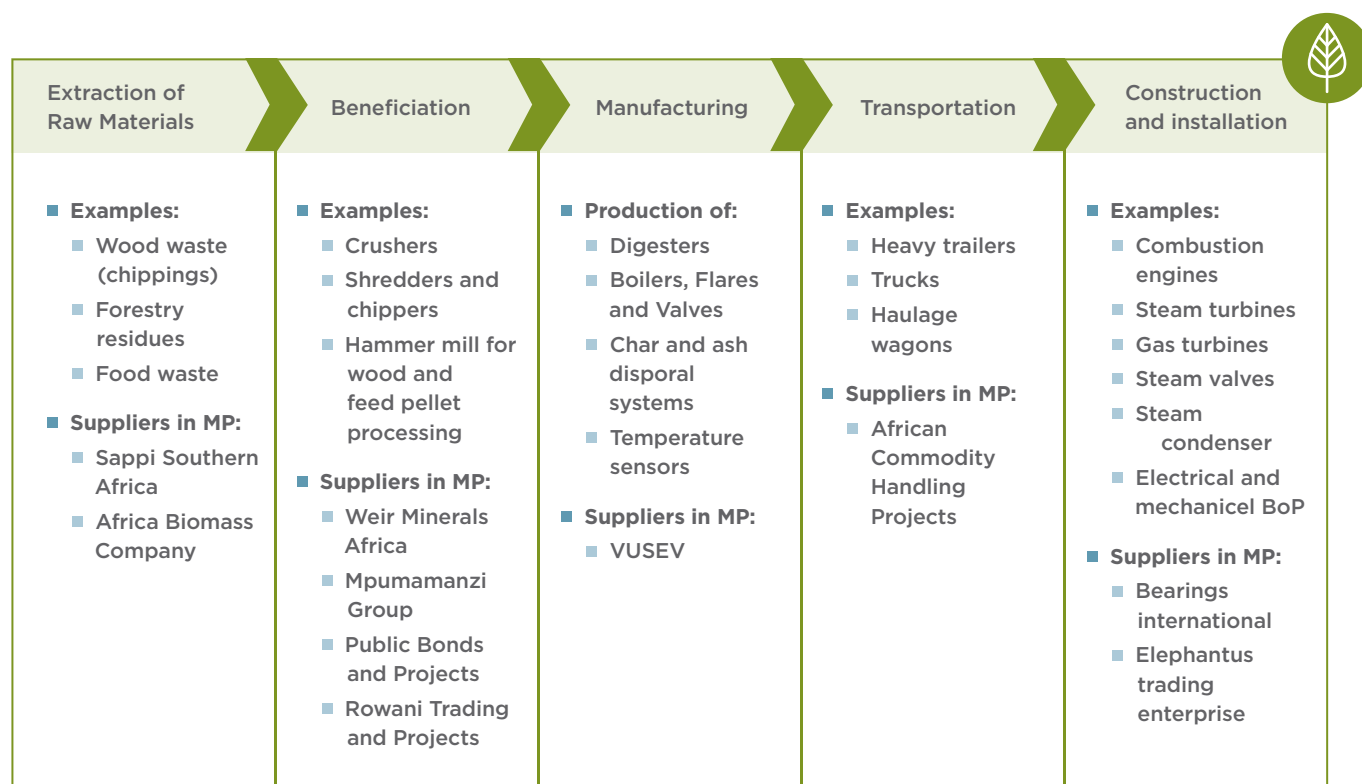 Extraction of
Raw Materials
Beneficiation
Manufacturing
Transportation
Construction
and installation
Examples:
Wood waste
(chippings)
Forestry
residues
Food waste
Suppliers in MP:
Sappi Southern
Africa
Africa Biomass
Company
Examples:
Crushers
Shredders and
chippers
Hammer mill for
wood and
feed pellet
processing
Suppliers in MP:
Weir Minerals
Africa
Mpumamanzi
Group
Public Bonds
and Projects
Rowani Trading
and Projects
Production of:
Digesters
Boilers, Flares
and Valves
Char and ash
disporal
systems
Temperature
sensors
Suppliers in MP:
VUSEV
Examples:
Heavy trailers
Trucks
Haulage
wagons
Suppliers in MP:
African
Commodity
Handling
Projects
Examples:
Combustion
engines
Steam turbines
Gas turbines
Steam valves
Steam
condenser
Electrical and
mechanicel BoP
Suppliers in MP:
Bearings
international
Elephantus
trading
enterprise